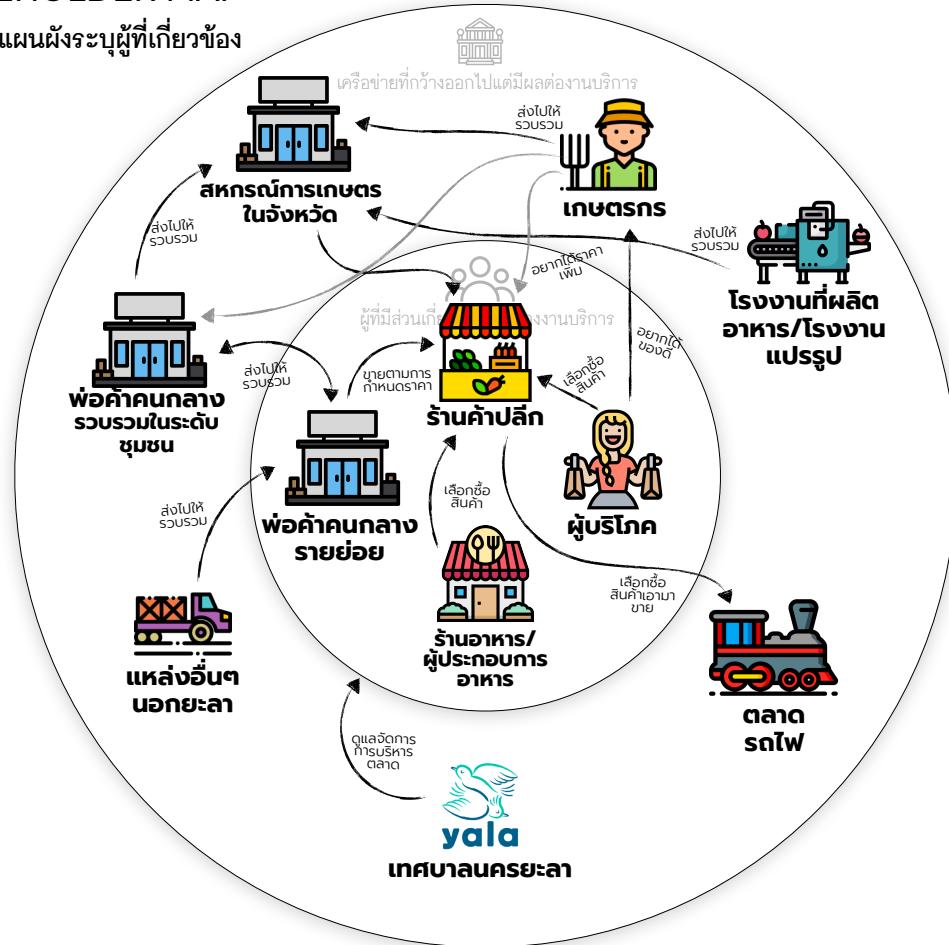 แผนผังระบุผู้ที่เกี่ยวข้อง
เครือข่ายที่กว้างออกไปแต่มีผลต่องานบริการ
ส่งไปให้
รวบรวม
สหกรณ์การเกษตร
ในจังหวัด
เกษตรกร
ส่งไปให้
รวบรวม
ส่งไปให้
รวบรวม
อยากได้ราคา
เพิ่ม
โรงงานที่ผลิต
อาหาร/โรงงาน
แปรรูป
ผู้ที่มีส่วนเกี่
งงานบริการ
อยากได้
ของดี
ส่งไปให้
รวบรวม
ขายตามการ
กำหนดราคา
เลือกซื้อ
สินค้า
พ่อค้าคนกลาง
รวบรวมในระดับ
ชุมชน
ร้านค้าปลีก
เลือกซื้อ
สินค้า
ส่งไปให้
รวบรวม
พ่อค้าคนกลาง
รายย่อย
ผู้บริโภค
เลือกซื้อ
สินค้าเอามา
ขาย
ร้านอาหาร/
ผู้ประกอบการ
อาหาร
แหล่งอื่นๆ
นอกยะลา
ตลาด
รถไฟ
ดูแลจัดการ
การบริหาร
ตลาด
yala
เทศบาลนครยะลา